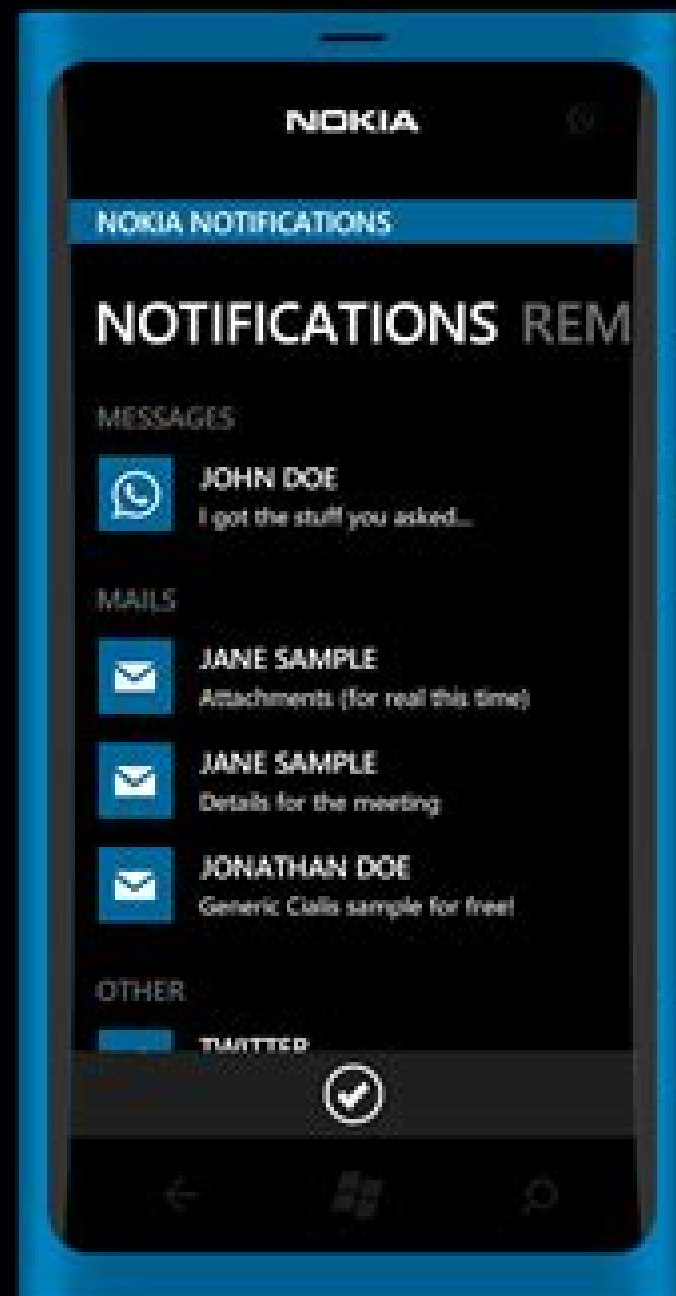 NOKIA
NOKIA NOTIFICATIONS
NOTIFICATIONS REM
MESSAGES
JOHN DOE
I got the stuff you asked...
MAILS
JANE SAMPLE
Attachments (for real this time)
JANE SAMPLE
Details for the meeting
JONATHAN DOE
Generic Cialis sample for free!
OTHER
TWITTER